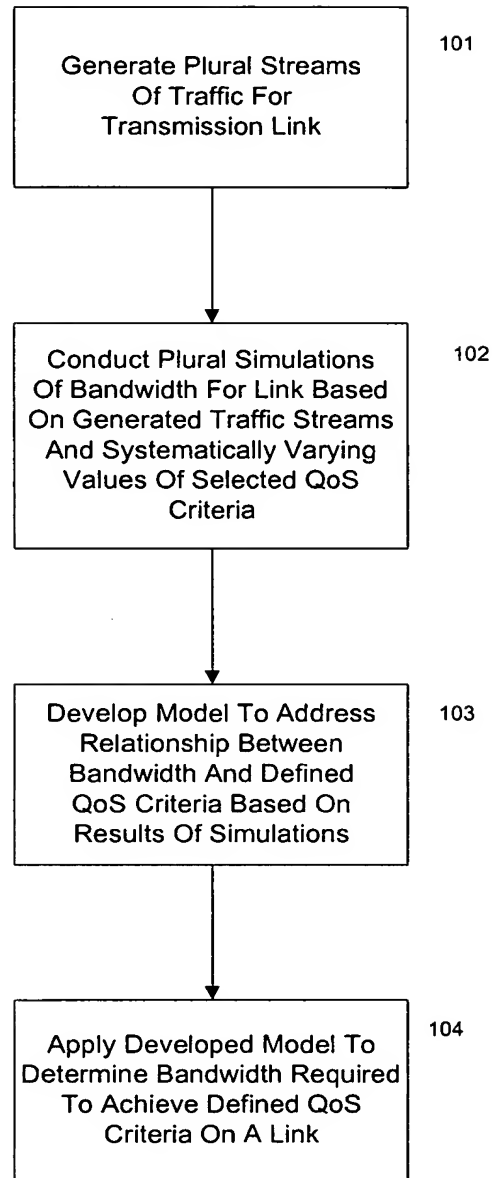 Generate Plural Streams
Of Traffic For
Transmission Link
101
Conduct Plural Simulations
Of Bandwidth For Link Based
On Generated Traffic Streams
And Systematically Varying
Values Of Selected QoS
Criteria
102
Develop Model To Address
Relationship Between
Bandwidth And Defined
QoS Criteria Based On
Results Of Simulations
103
Apply Developed Model To
Determine Bandwidth Required
To Achieve Defined QoS
Criteria On A Link
104